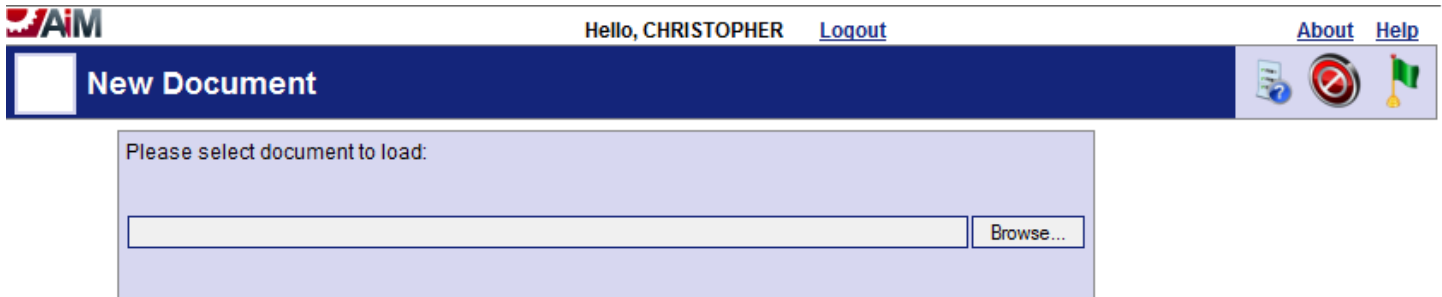 AiM
Hello, CHRISTOPHER Logout About Help
New Document
Please select document to load:
Browse...